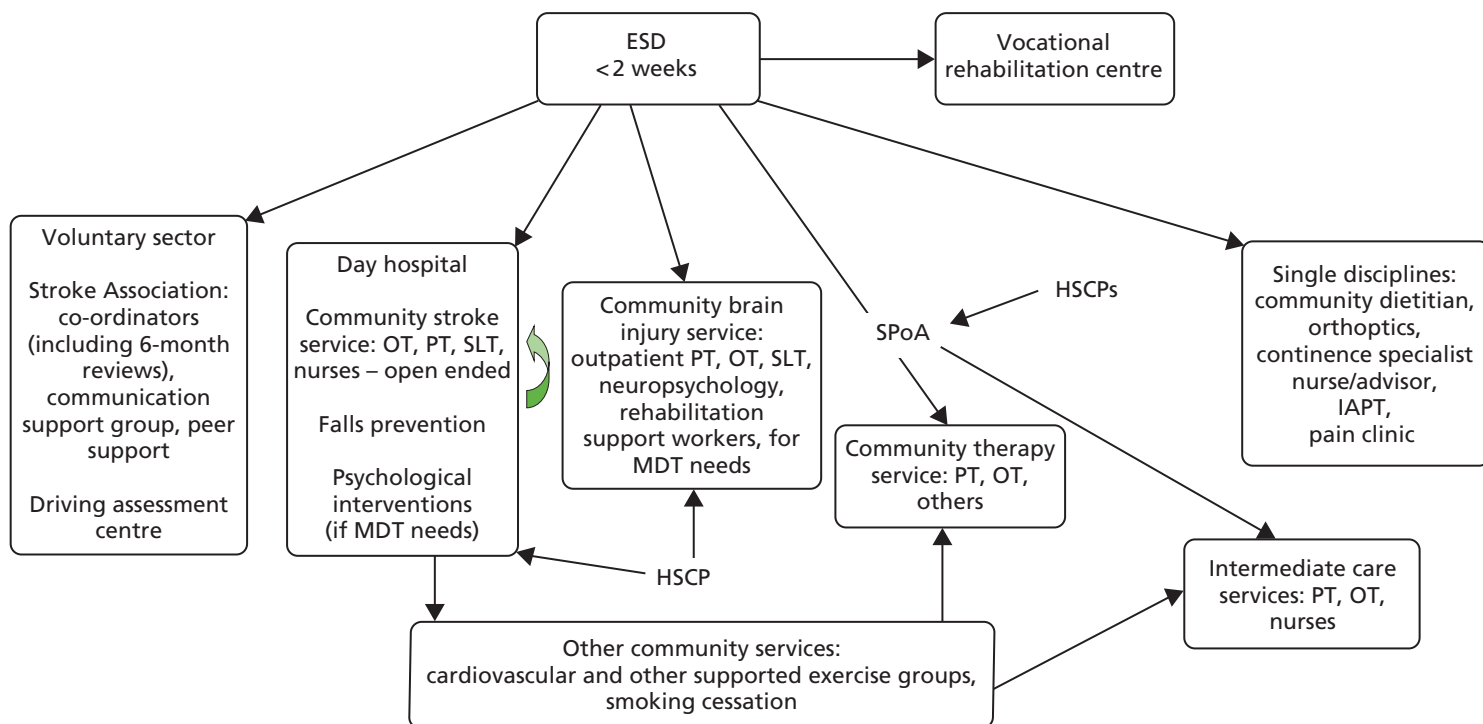 ESD
<2 weeks
Vocational
rehabilitation centre
Voluntary sector
Stroke Association:
co-ordinators
(including 6-month
reviews),
communication
support group, peer
support
Driving assessment
centre
Day hospital
Community stroke
service: OT, PT, SLT,
nurses – open ended
Falls prevention
Psychological
interventions
(if MDT needs)
Community brain
injury service:
outpatient PT, OT, SLT,
neuropsychology,
rehabilitation
support workers, for
MDT needs
SPoA
HSCPs
Single disciplines:
community dietitian,
orthoptics,
continence specialist
nurse/advisor,
IAPT,
pain clinic
Community therapy
service: PT, OT,
others
HSCP
Intermediate care
services: PT, OT,
nurses
Other community services:
cardiovascular and other supported exercise groups,
smoking cessation